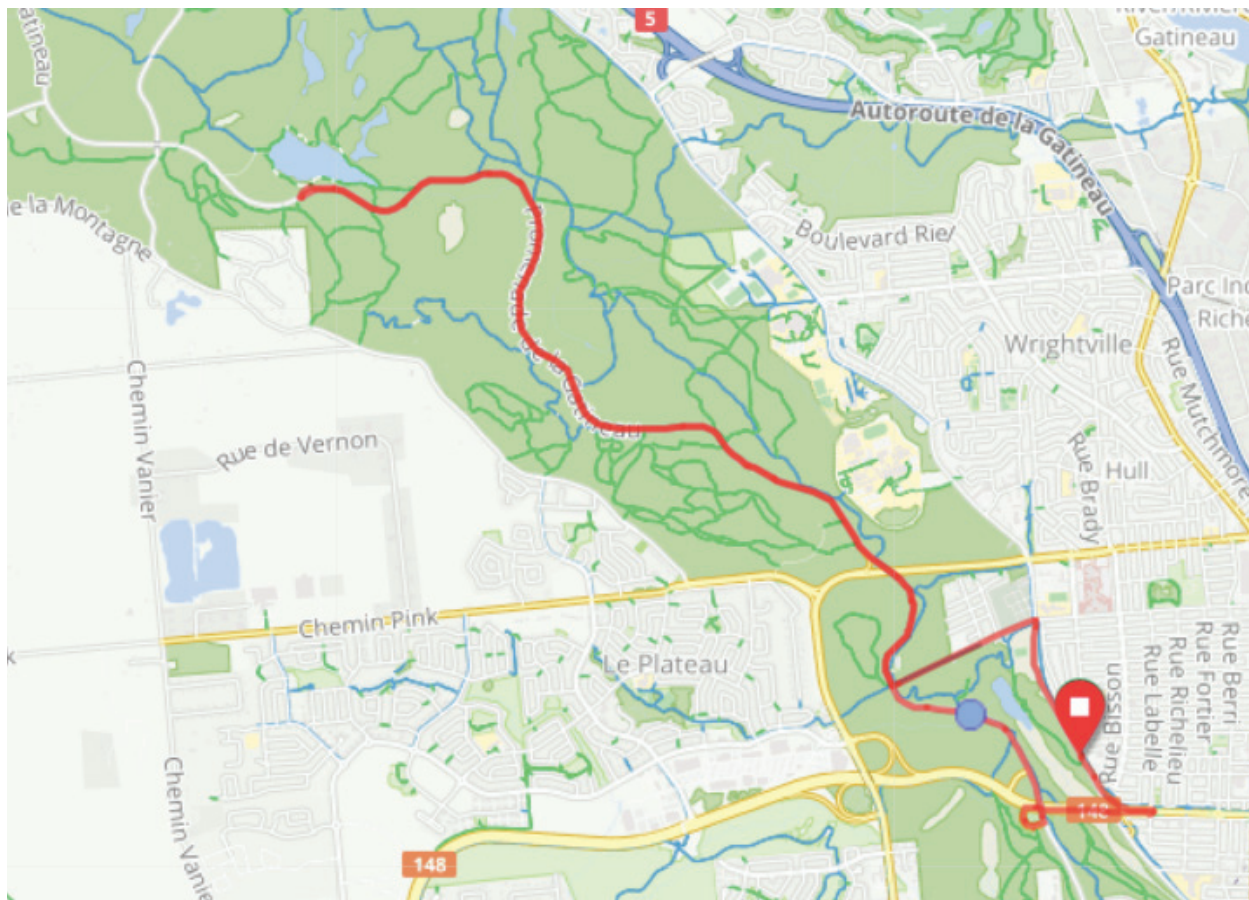 5
Gatineau
Autoroute de la Gatineau
atineau
e la Montagne
Boulevard Rie/
Parc Ind
Riche
Wrightville
Rue Mutchmore
Chemin Vanier
Rue de Vernon
Rue Brady
Hull
Chemin Pink
Le Plateau
k
Rue Bisson
Rue Labelle
Rue Richelieu
Rue Fortier
Rue Berri
Chemin Vanier
148
148